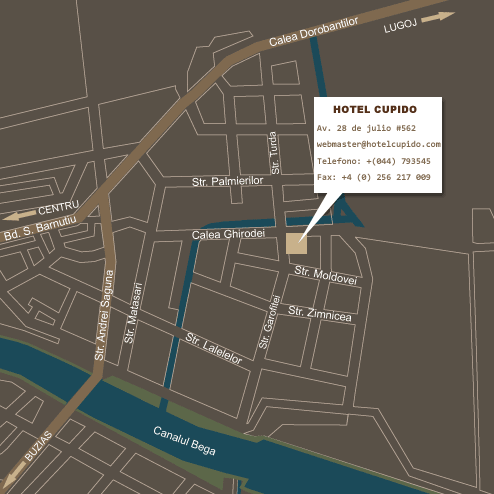 Calea Dorobantilor
LUGOJ
HOTEL CUPIDO
Av. 28 de julio #562
webmaster@hotelcupido.com
Telefono: +(044) 793545
Fax: +4 (0) 256 217 009
Str. Turda
Str. Palmierilor
CENTRU
Bd. S. Barnutiu
Calea Ghirodei
Str. Moldovei
Str. Andrei Saguna
Str. Matasari
Str. Garofitei
Str. Zimnicea
Str. Lalelelor
Canalul Bega
BUZIAS